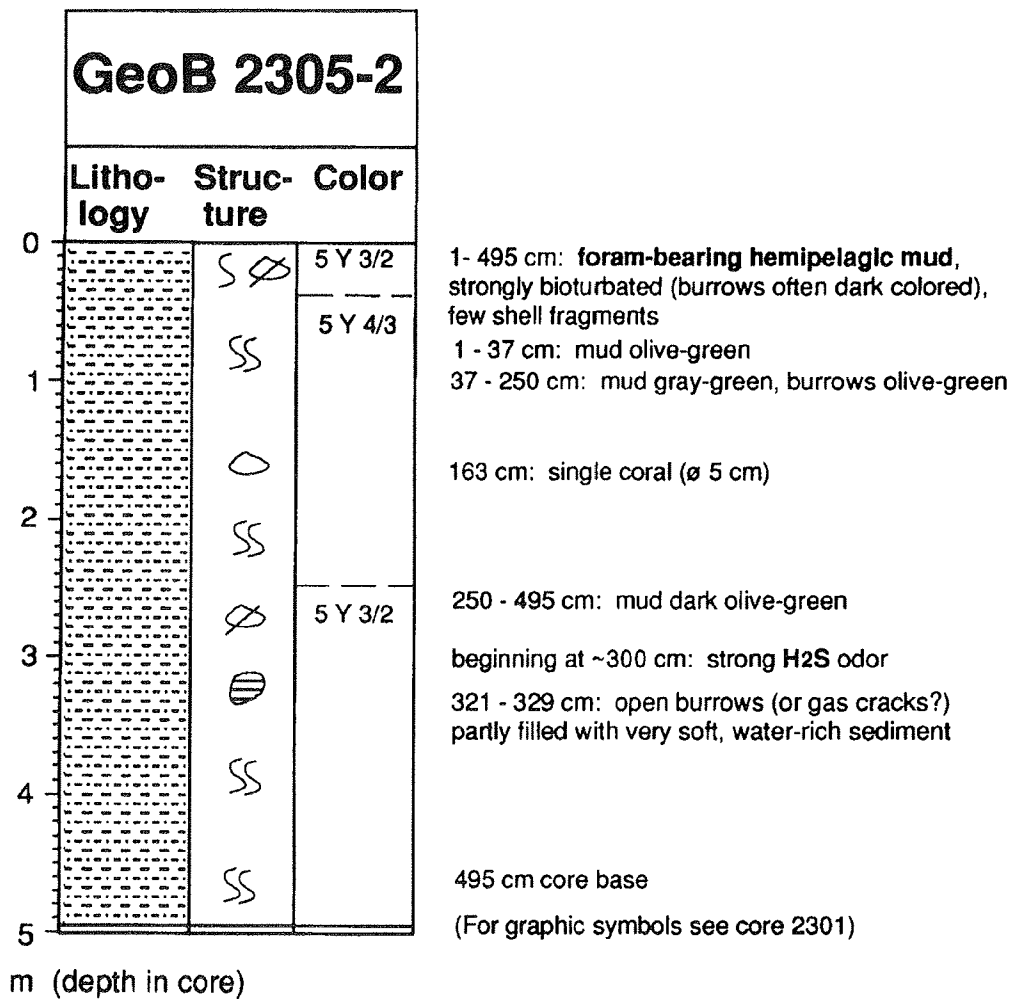 GeoB 2305-2
Litho-
logy
Struc-
ture
Color
0
1
2
3
4
5
m (depth in core)
5 Y 3/2
5 Y 4/3
5 Y 3/2
1- 495 cm: foram-bearing hemipelagic mud,
strongly bioturbated (burrows often dark colored),
few shell fragments
1 - 37 cm: mud olive-green
37 - 250 cm: mud gray-green, burrows olive-green
163 cm: single coral (ø 5 cm)
250 - 495 cm: mud dark olive-green
beginning at ~300 cm: strong H2S odor
321 - 329 cm: open burrows (or gas cracks?)
partly filled with very soft, water-rich sediment
495 cm core base
(For graphic symbols see core 2301)